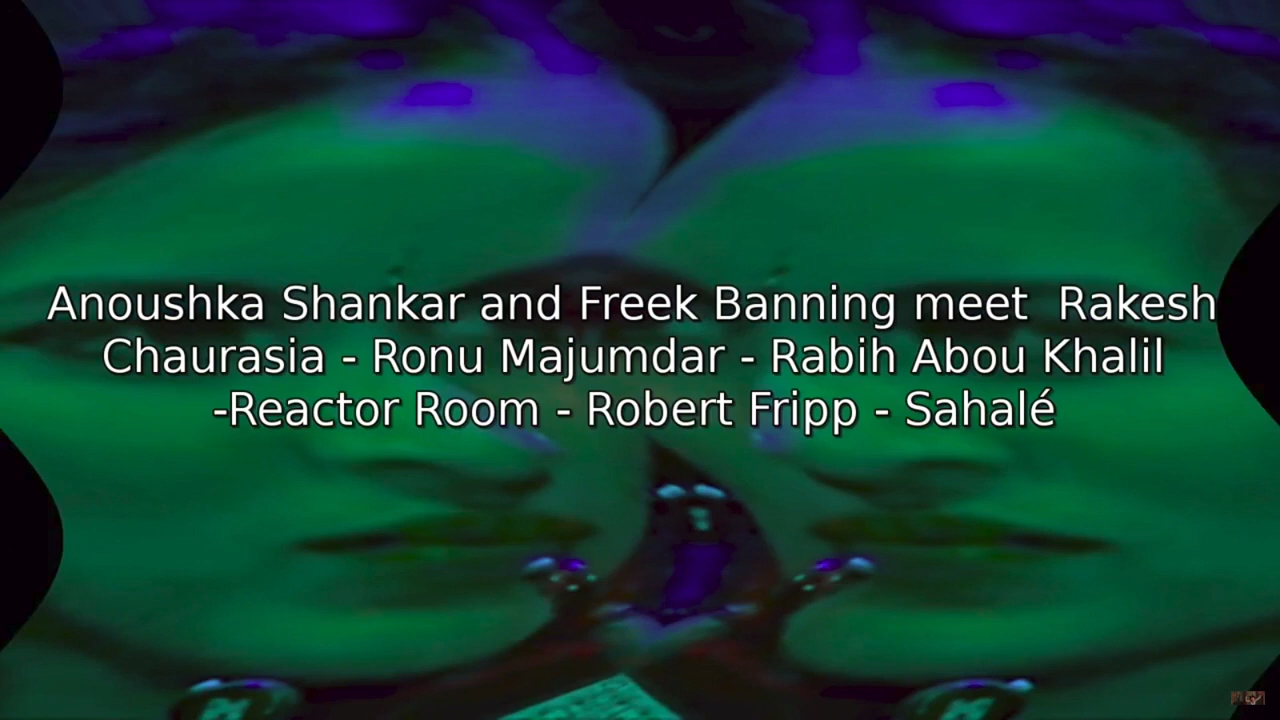 Anoushka Shankar and Freek Banning meet  Rakesh
Chaurasia - Ronu Majumdar - Rabih Abou Khalil
-Reactor Room - Robert Fripp - Sahalé